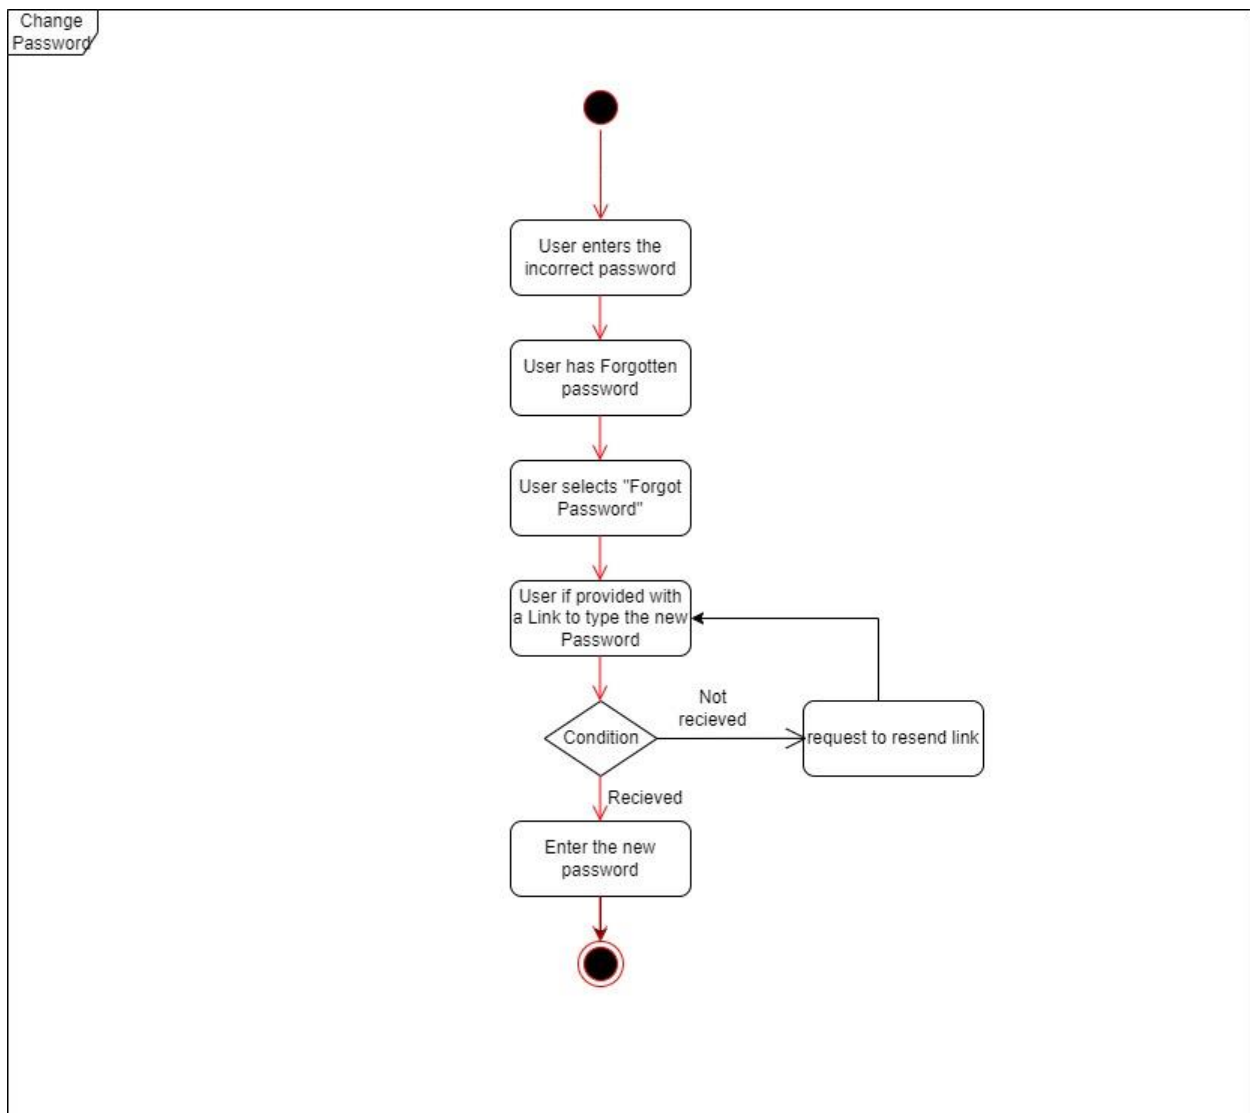 Change
Password
User enters the
incorrect password
User has Forgotten
password
User selects "Forgot
Password"
User if provided with
a Link to type the new
Password
Not
recieved
Condition
request to resend link
Recieved
Enter the new
password